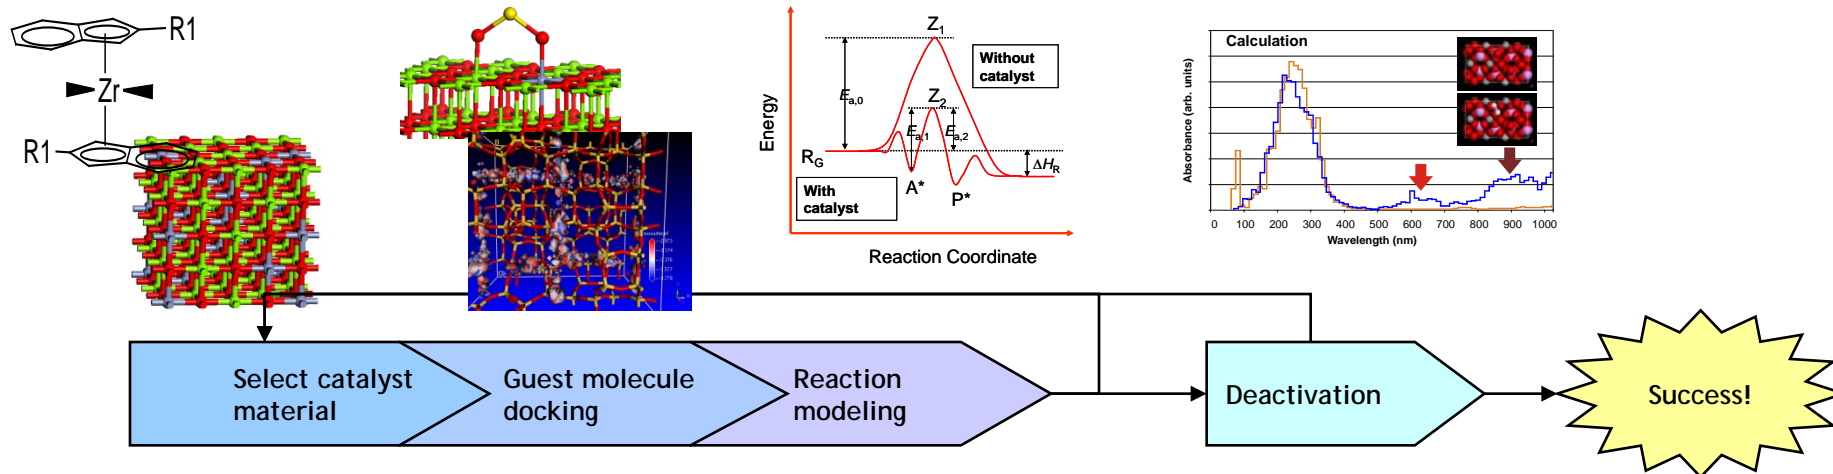 R1
Zr
R1
Energy
Z1
Without
catalyst
Ea,0
Z2
Ea,1
Ea,2
RG
ΔHR
With
catalyst
A*
P*
Reaction Coordinate
Calculation
Absorbance (arb. units)
0 100 200 300 400 500 600 700 800 900 1000
Wavelength (nm)
Select catalyst
material
Guest molecule
docking
Reaction
modeling
Deactivation
Success!